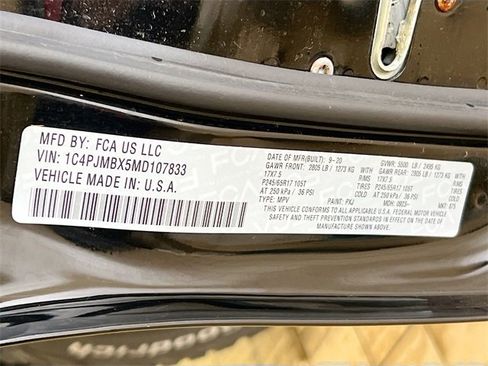 MFD BY: FCA US LLC
VIN: 1C4PJMBX5MD107833
VEHICLE MADE IN: U.S.A.
MFR DATE (BUILT): 9-20 GVWR: 5500 LB / 2495 KG
GAWR FRONT: 2805 LB / 1273 KG GAWR REAR: 2805 LB / 1273 KG
17X7.5 17X7.5
P245/65R17 105T P245/65R17 105T
AT 250 kPa / 36 PSI COLD AT 250 kPa / 36 PSI COLD
TYPE: MPV PAINT: PXJ MDH: MKT:
THIS VEHICLE CONFORMS TO ALL APPLICABLE U.S.A. FEDERAL MOTOR VEHICLE
SAFETY AND THEFT PREVENTION STANDARDS IN EFFECT ON THE DATE OF
MANUFACTURE SHOWN ABOVE.